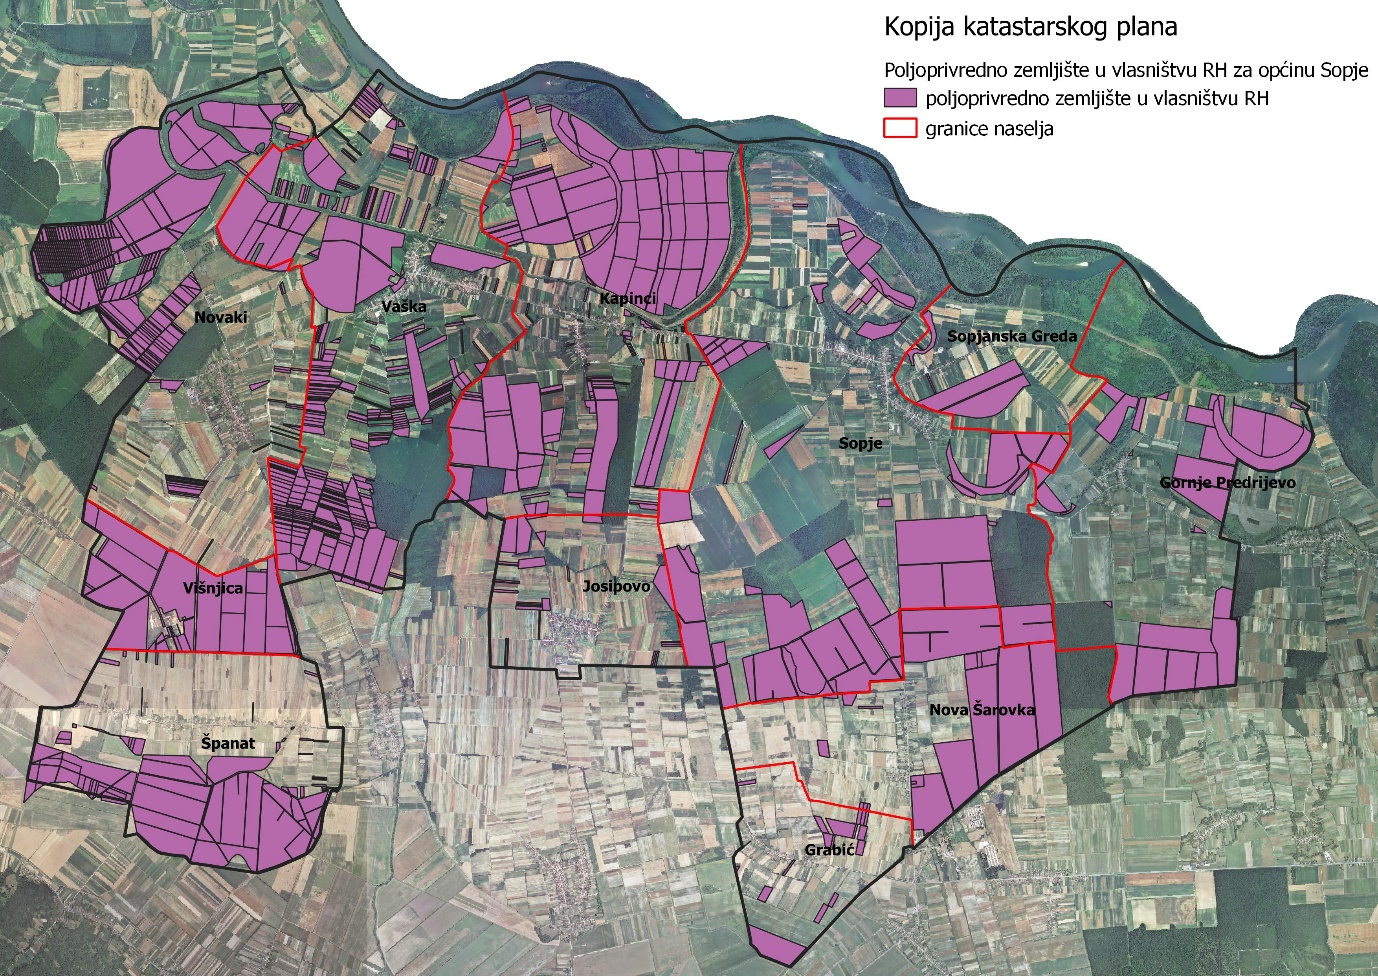 Kopija katastarskog plana
Poljoprivredno zemljište u vlasništvu RH za općinu Sopje
poljoprivredno zemljište u vlasništvu RH
granice naselja
Novaki
Vaška
Kapinci
Sopjanska Greda
Sopje
Gornje Predrijevo
Višnjica
Josipovo
Nova Šarovka
Španat
Grabić